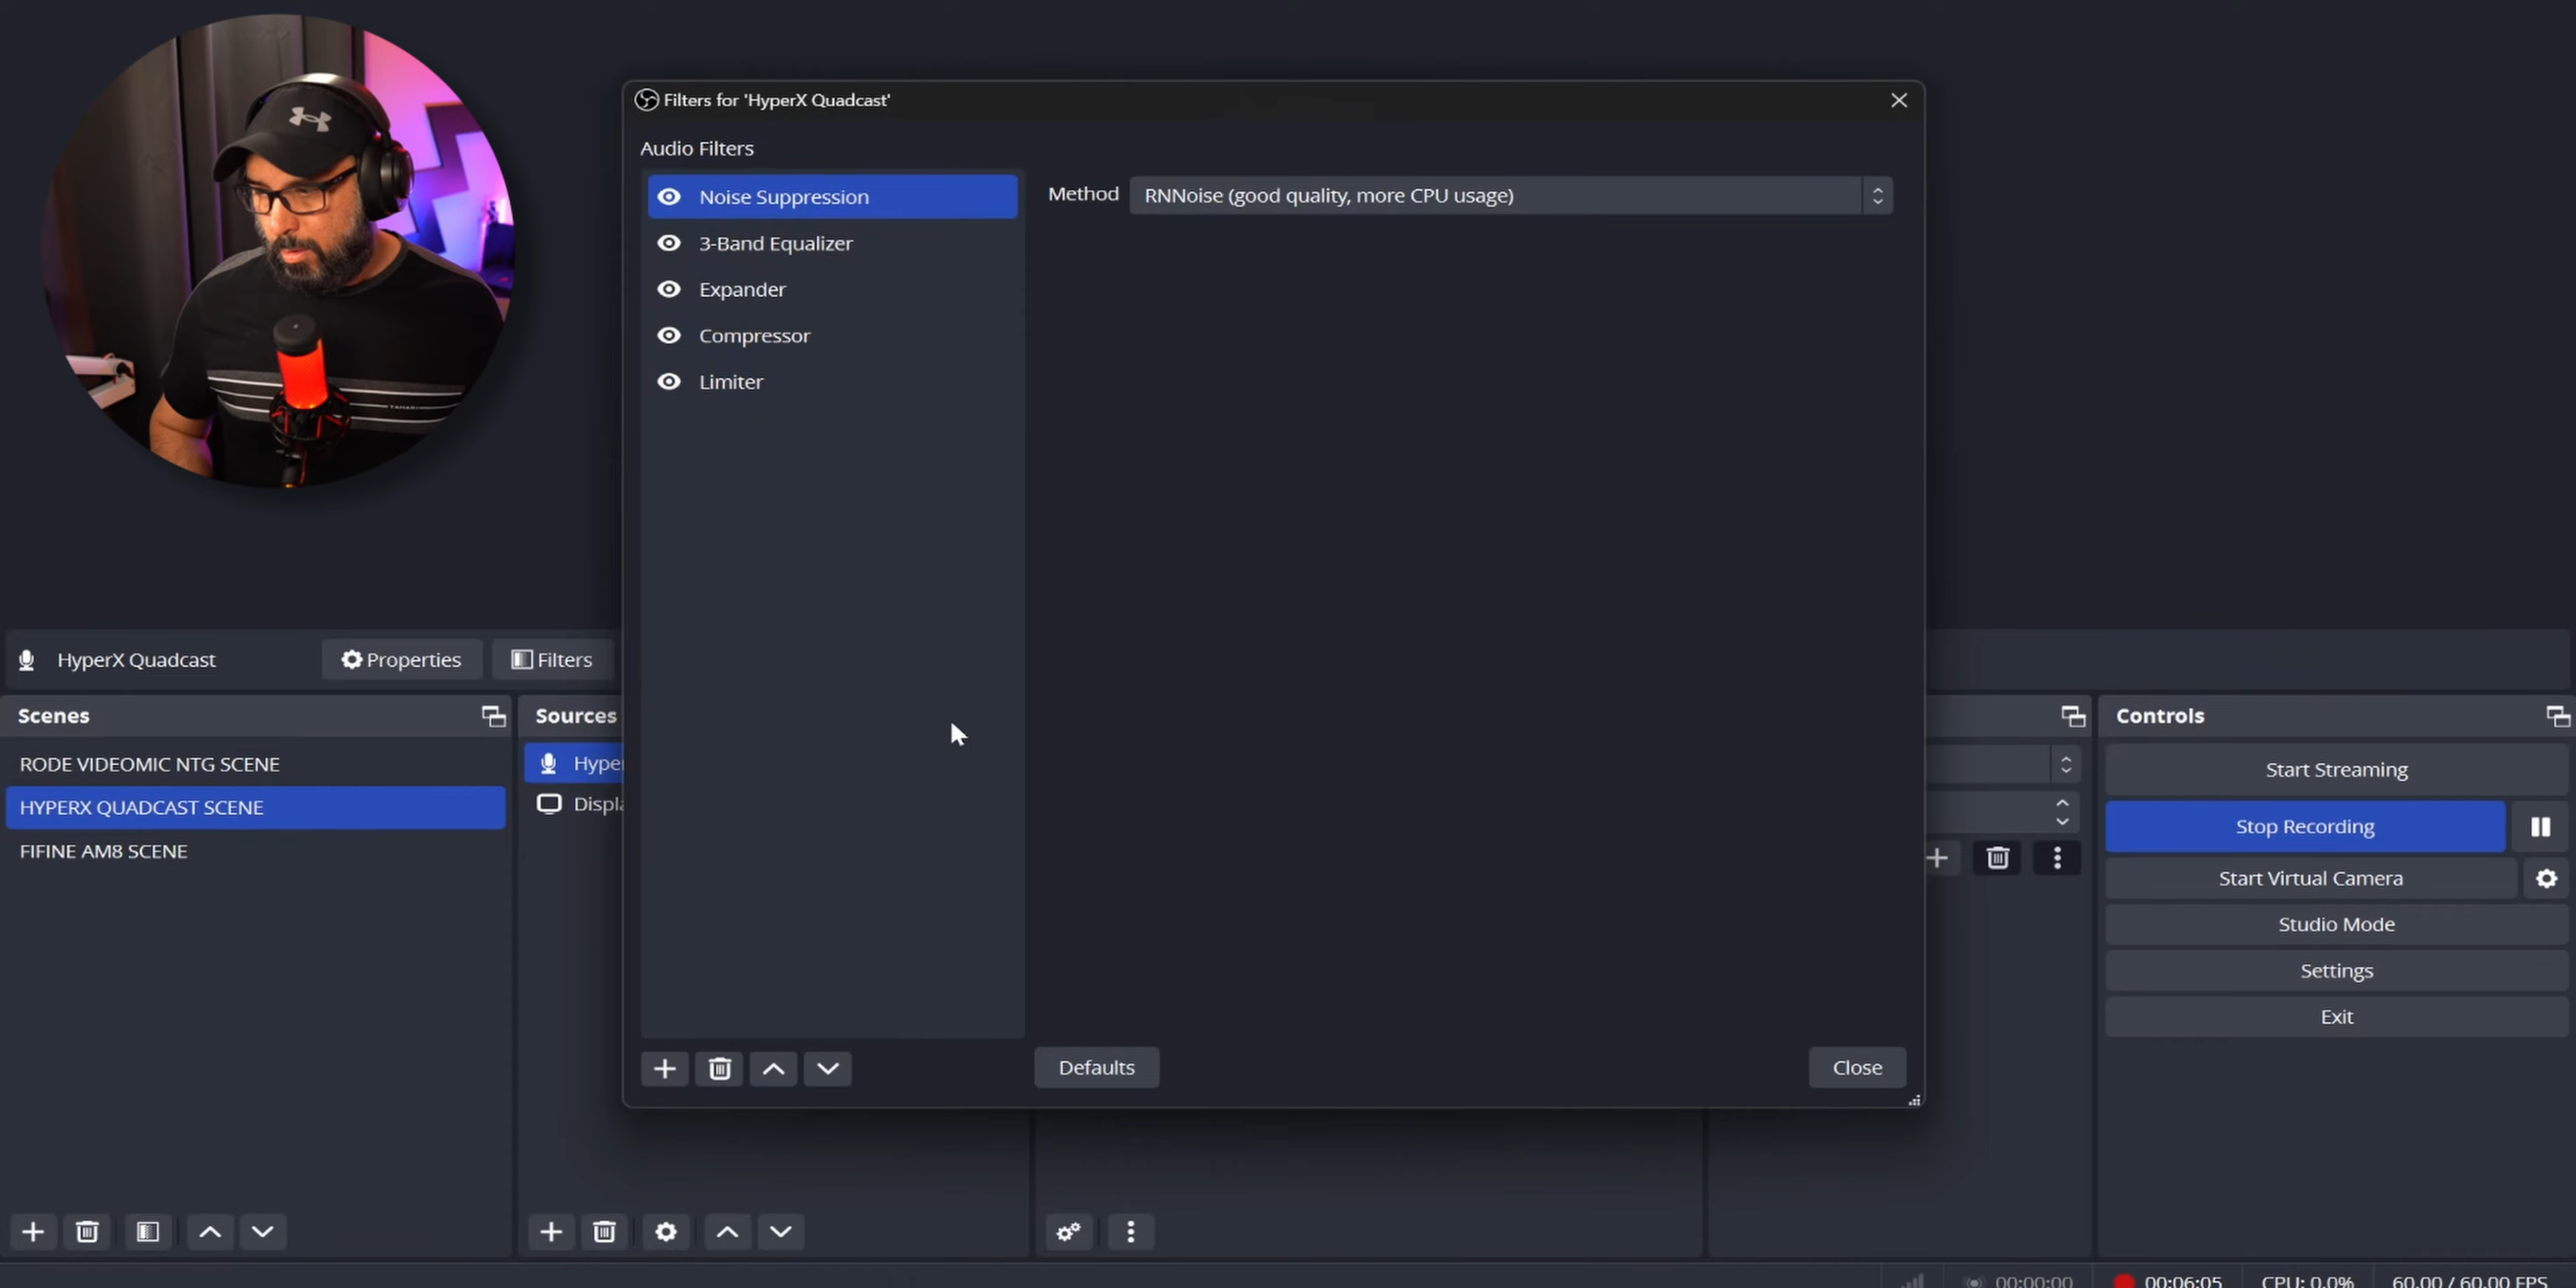 Filters for 'HyperX Quadcast'
Audio Filters
Noise Suppression
3-Band Equalizer
Expander
Compressor
Limiter
Method
RNNoise (good quality, more CPU usage)
Defaults
Close
HyperX Quadcast
Properties
Filters
Scenes
RODE VIDEOMIC NTG SCENE
HYPERX QUADCAST SCENE
FIFINE AM8 SCENE
Sources
Hype
Displa
Controls
Start Streaming
Stop Recording
Start Virtual Camera
Studio Mode
Settings
Exit
00:00:00
00:06:05
CPU: 0.0%
60.00 / 60.00 FPS